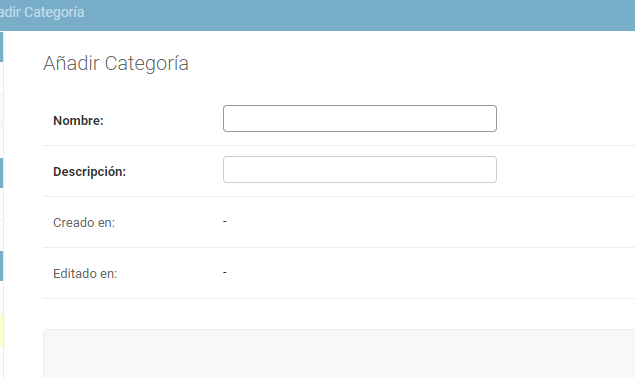 adir Categoría
Añadir Categoría
Nombre:
Descripción:
Creado en: -
Editado en: -